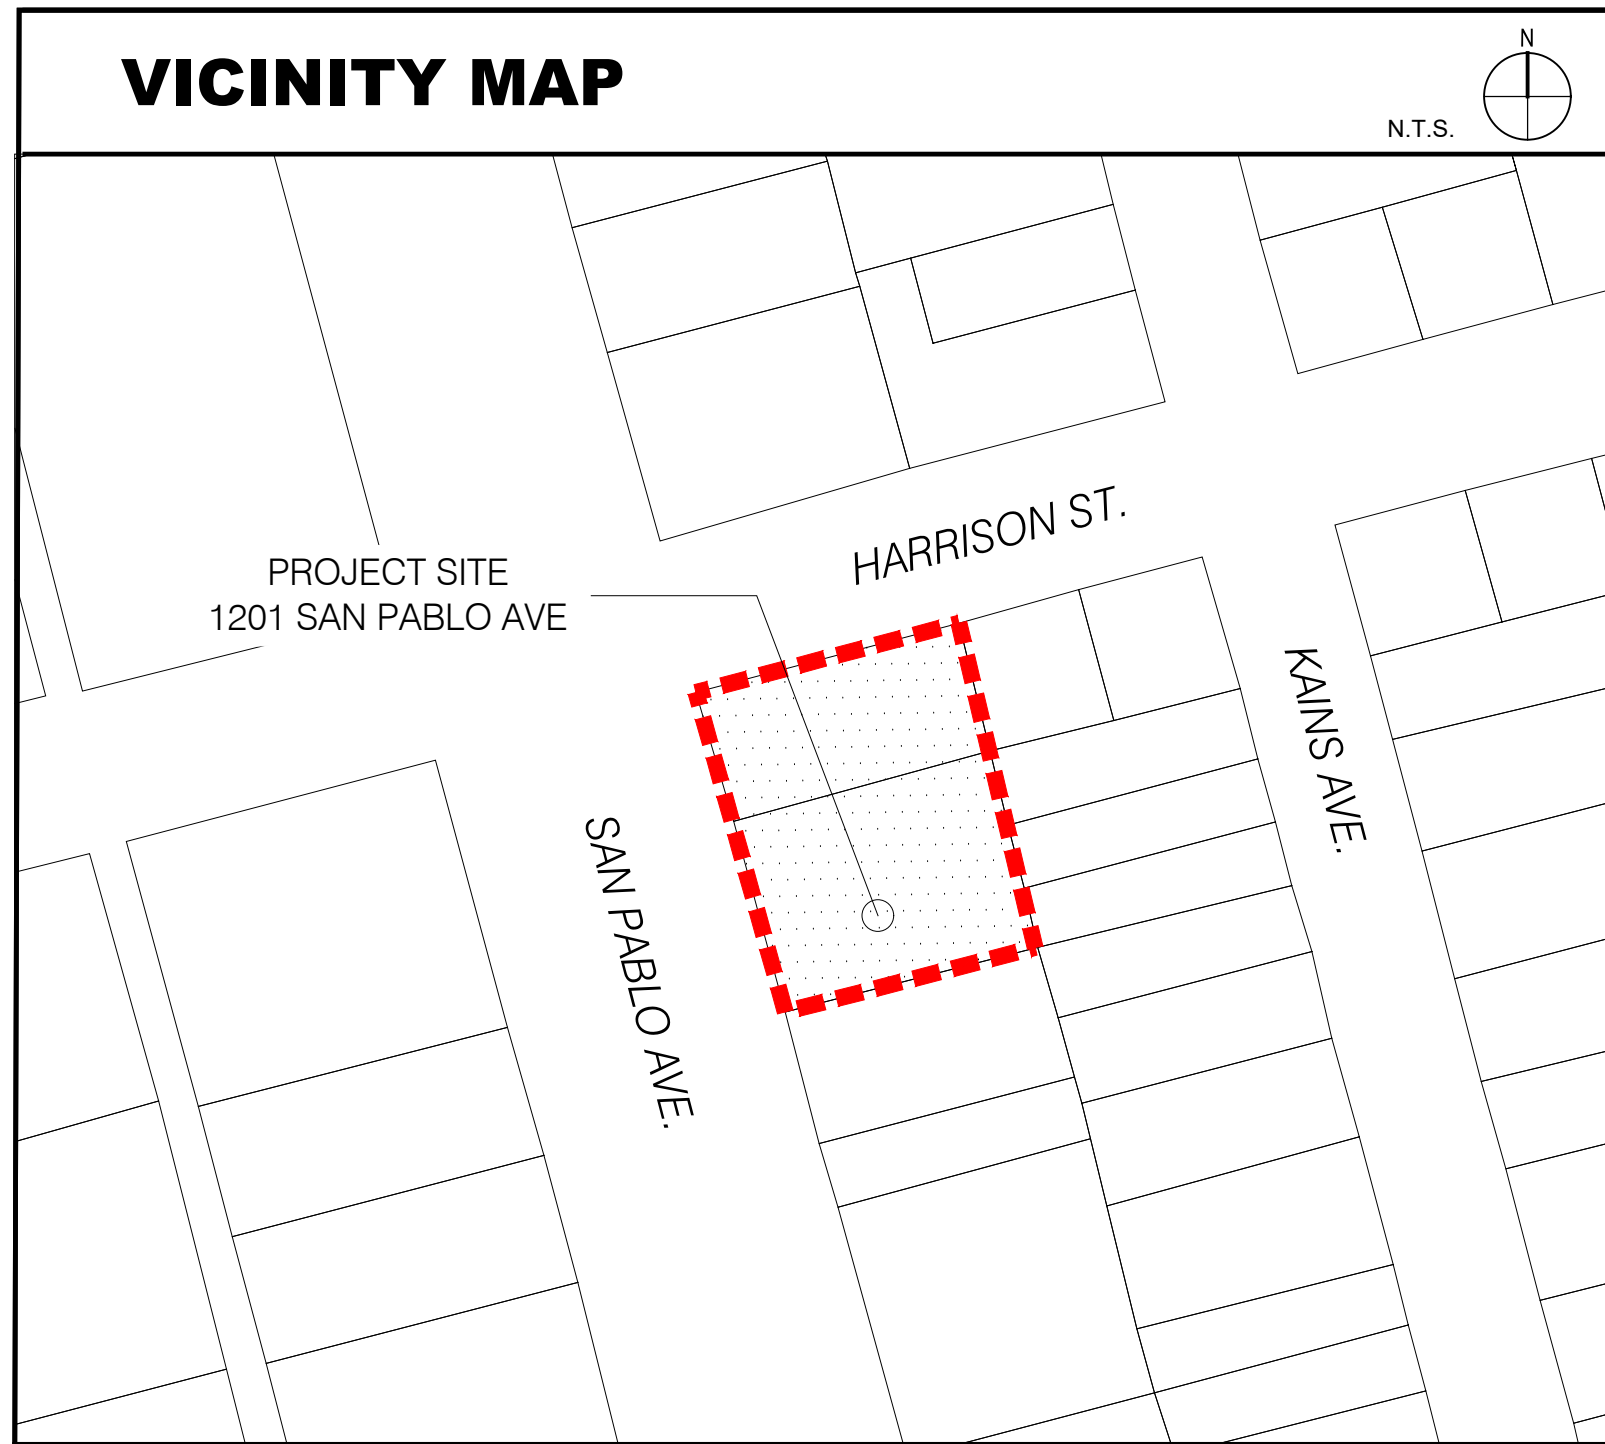 VICINITY MAP
N
N.T.S.
HARRISON ST.
PROJECT SITE
1201 SAN PABLO AVE
KAINS AVE.
SAN PABLO AVE.